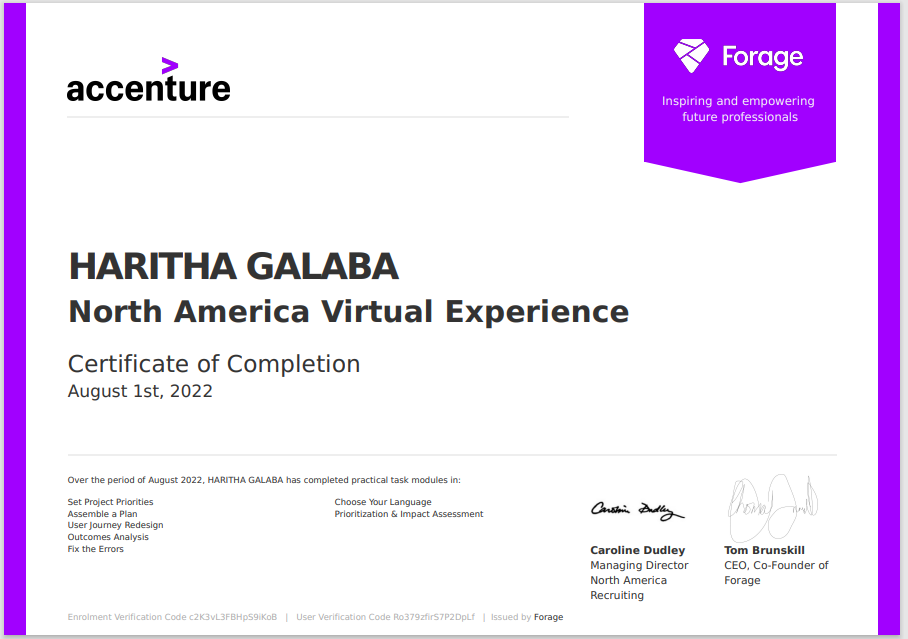 accenture
Forage
Inspiring and empowering
future professionals
HARITHA GALABA
North America Virtual Experience
Certificate of Completion
August 1st, 2022
Over the period of August 2022, HARITHA GALABA has completed practical task modules in:
Set Project Priorities
Assemble a Plan
User Journey Redesign
Outcomes Analysis
Fix the Errors
Choose Your Language
Prioritization & Impact Assessment
Caroline Dudley
Caroline Dudley
Managing Director
North America
Recruiting
Tom Brunskill
CEO, Co-Founder of
Forage
Enrolment Verification Code c2K3vL3FBHpS9iKoB | User Verification Code Ro379zfirS7P2DpLf | Issued by Forage